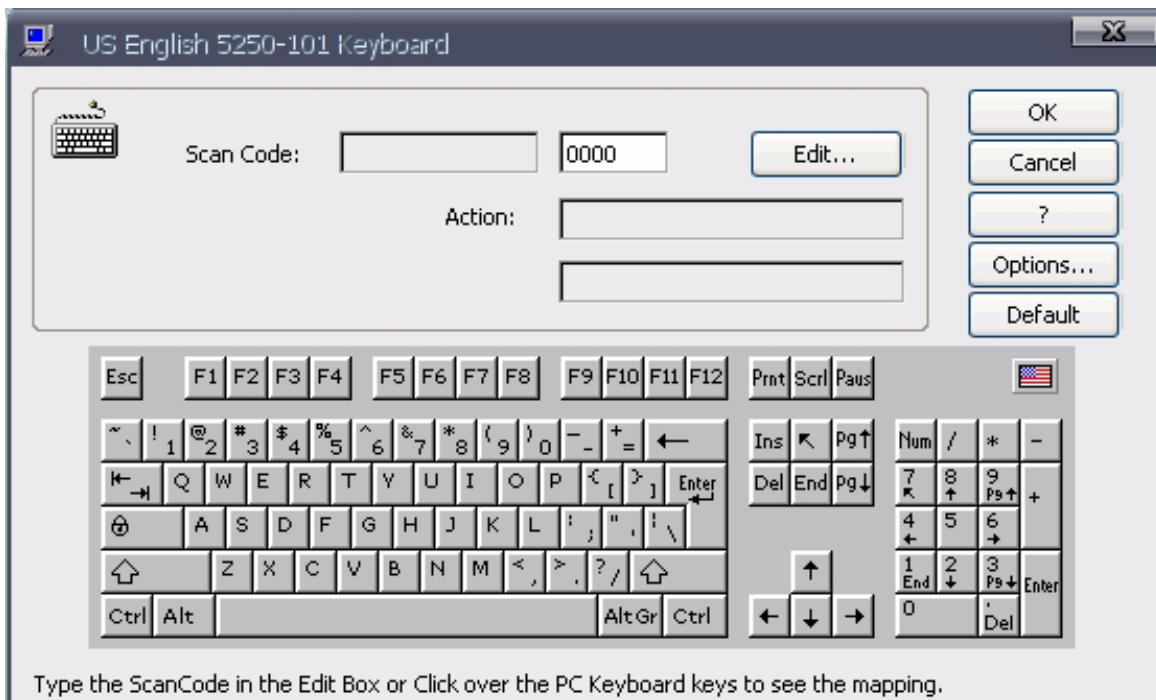 US English 5250-101 Keyboard
OK
Scan Code: 0000 Edit...
Cancel
Action:
?
Options...
Default
Esc F1 F2 F3 F4 F5 F6 F7 F8 F9 F10 F11 F12 Prnt Scrl Paus
~ ` ! 1 @ 2 # 3 $ 4 % 5 ^ 6 & 7 * 8 ( 9 ) 0 _ - + = ← Ins ↖ Pg↑ Num / * -
Q W E R T Y U I O P { [ } ] Enter Del End Pg↓ 7 8 9 Pg↑ +
A S D F G H J K L : ; " ' ¦ \ 4 ← 5 6 →
Z X C V B N M < , > . ? / ↑ 1 End 2 ↓ 3 Pg↓ Enter
Ctrl Alt Alt Gr Ctrl ← ↓ → 0 . Del
Type the ScanCode in the Edit Box or Click over the PC Keyboard keys to see the mapping.